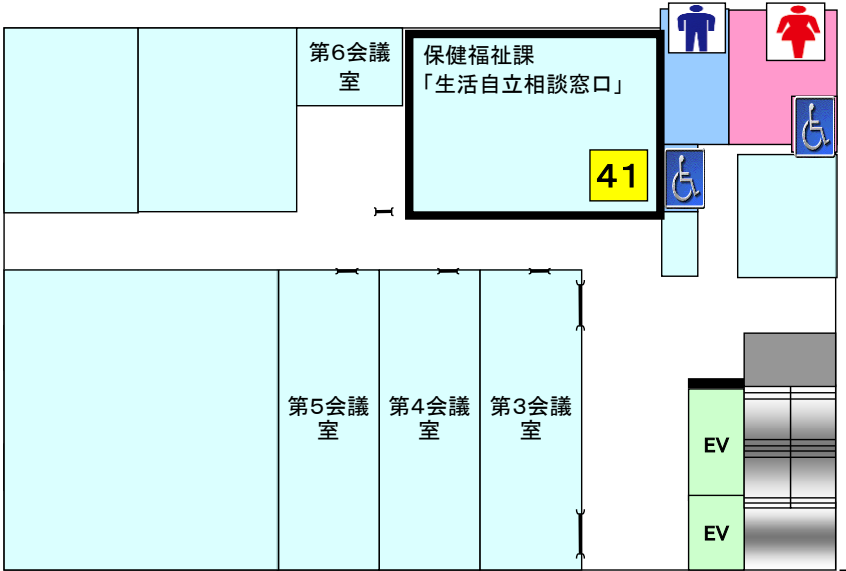 第6会議
室
保健福祉課
「生活自立相談窓口」
41
第5会議
室
第4会議
室
第3会議
室
EV
EV